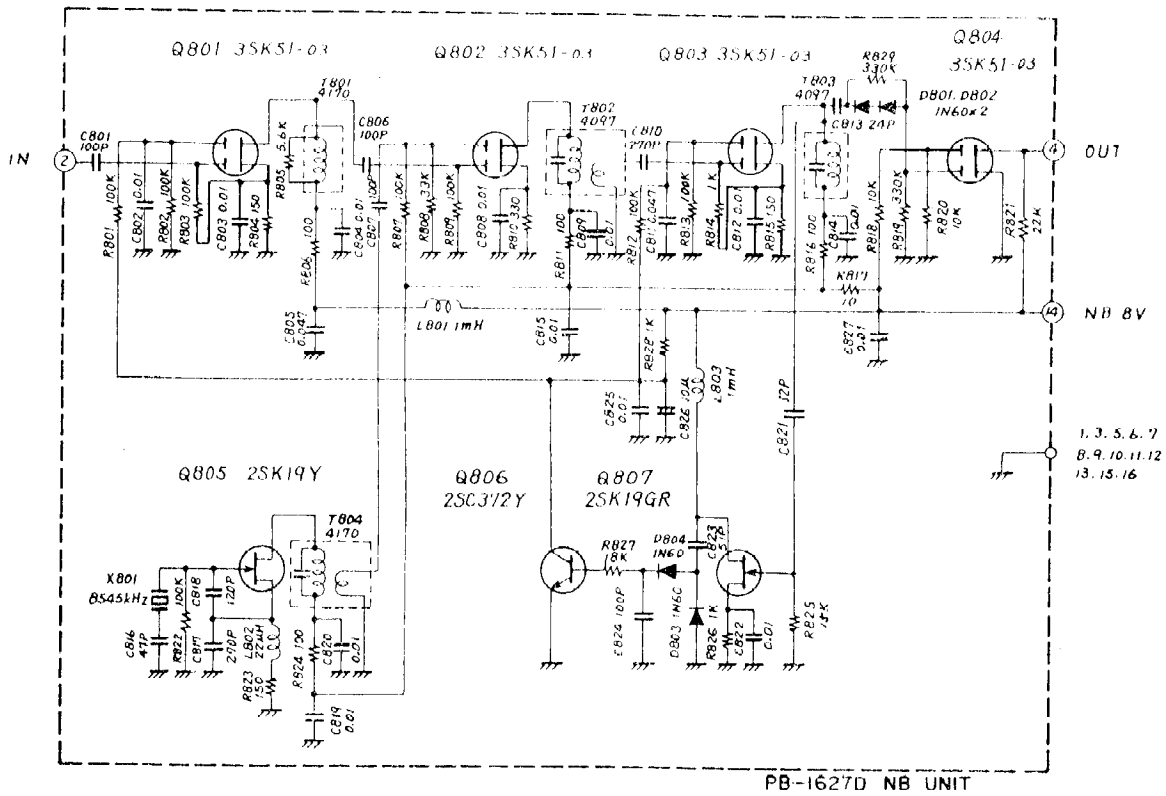 Q801 3SK51-03
Q802 3SK51-03
Q803 3SK51-03
Q804
3SK51-03
R829
330K
D801, D802
1N60x2
T801
4170
T802
4097
T803
4097
C813 24P
C801
100P
C806
100P
C810
270P
IN
2
4
OUT
R801 100K
C802 0.01
R802 100K
R803 100K
C803 0.01
R804 150
R805 5.6K
R806 100
C804 0.01
C807 100P
R807 100K
R808 33K
R809 100K
C808 0.01
R810 330
R811 100
C809 0.01
R812 100K
C811 0.047
R813 100K
R814 1K
C812 0.01
R815 150
R816 100
C814 0.01
R818 10K
R819 330K
R820
10K
R821
22K
R817
10
C805
0.047
L801 1mH
C815
0.01
R828 1K
C827
0.01
14
NB 8V
C825
0.01
C826 10μ
L803
1mH
C821 12P
1.3.5.6.7
8.9.10.11.12
13.15.16
Q805 2SK19Y
Q806
2SC372Y
Q807
2SK19GR
T804
4170
X801
8545kHz
C816
47P
R822 100K
C818 120P
C817 270P
L802
22μH
R823
150
R824 100
C820
0.01
C819
0.01
R827
18K
D804
1N60
C823
51P
C824 100P
D803 1N60
R826 1K
C822
0.01
R825
15K
PB-1627D NB UNIT